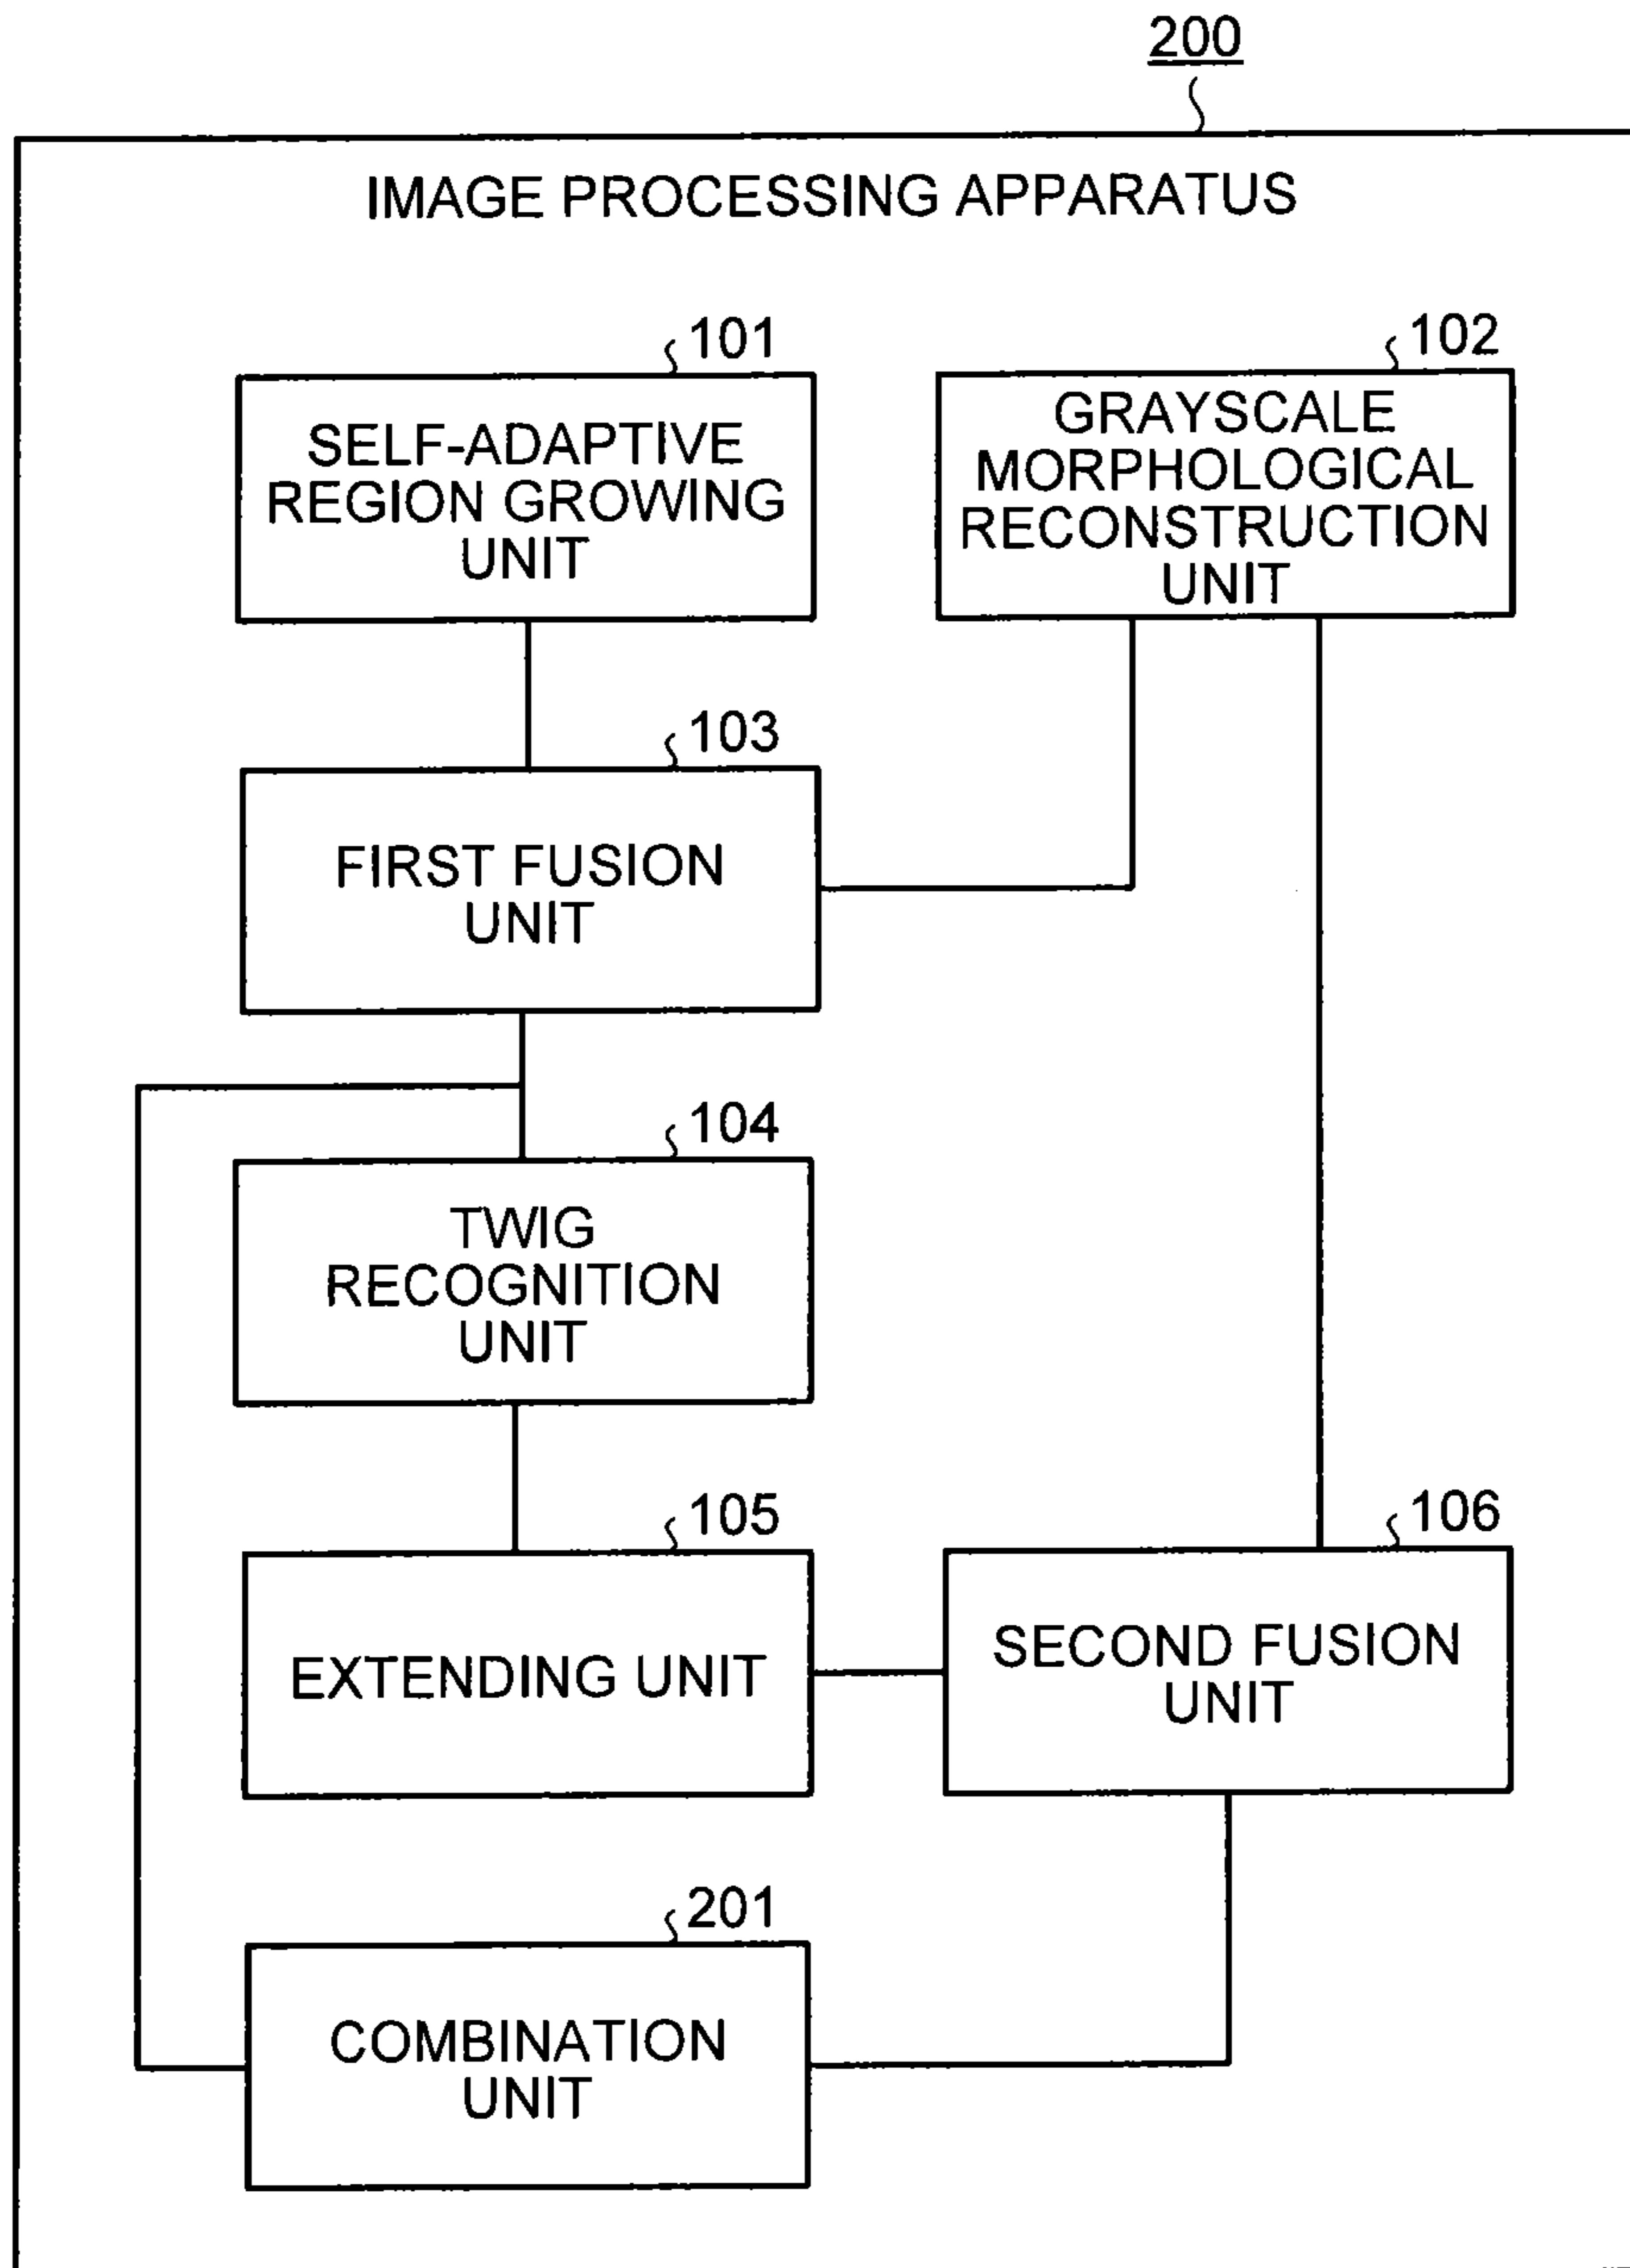 200
IMAGE PROCESSING APPARATUS
101
SELF-ADAPTIVE
REGION GROWING
UNIT
102
GRAYSCALE
MORPHOLOGICAL
RECONSTRUCTION
UNIT
103
FIRST FUSION
UNIT
104
TWIG
RECOGNITION
UNIT
105
EXTENDING UNIT
106
SECOND FUSION
UNIT
201
COMBINATION
UNIT